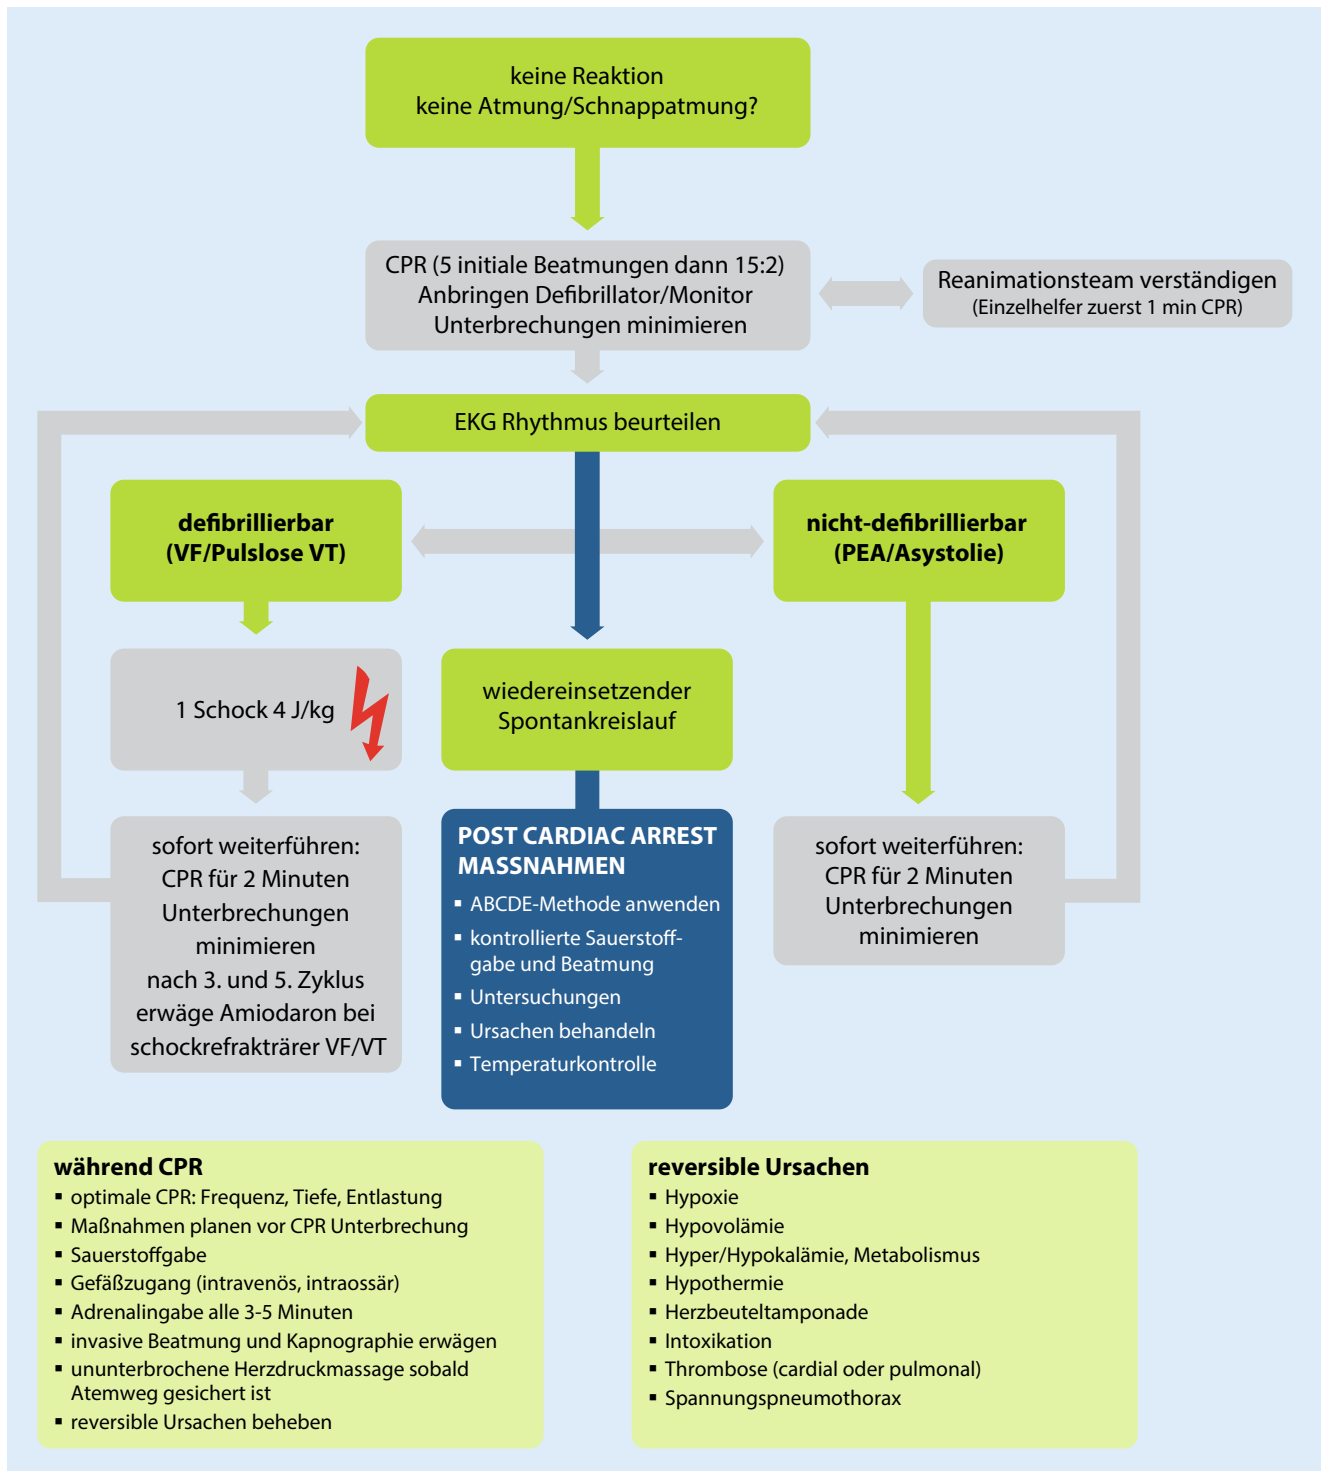 keine Reaktion
keine Atmung/Schnappatmung?
CPR (5 initiale Beatmungen dann 15:2)
Anbringen Defibrillator/Monitor
Unterbrechungen minimieren
Reanimationsteam verständigen
(Einzelhelfer zuerst 1 min CPR)
EKG Rhythmus beurteilen
defibrillierbar
(VF/Pulslose VT)
nicht-defibrillierbar
(PEA/Asystolie)
1 Schock 4 J/kg
wiedereinsetzender
Spontankreislauf
sofort weiterführen:
CPR für 2 Minuten
Unterbrechungen
minimieren
nach 3. und 5. Zyklus
erwäge Amiodaron bei
schockrefrakträrer VF/VT
POST CARDIAC ARREST
MASSNAHMEN
▪ ABCDE-Methode anwenden
▪ kontrollierte Sauerstoff-
gabe und Beatmung
▪ Untersuchungen
▪ Ursachen behandeln
▪ Temperaturkontrolle
sofort weiterführen:
CPR für 2 Minuten
Unterbrechungen
minimieren
während CPR
▪ optimale CPR: Frequenz, Tiefe, Entlastung
▪ Maßnahmen planen vor CPR Unterbrechung
▪ Sauerstoffgabe
▪ Gefäßzugang (intravenös, intraossär)
▪ Adrenalingabe alle 3-5 Minuten
▪ invasive Beatmung und Kapnographie erwägen
▪ ununterbrochene Herzdruckmassage sobald
Atemweg gesichert ist
▪ reversible Ursachen beheben
reversible Ursachen
▪ Hypoxie
▪ Hypovolämie
▪ Hyper/Hypokalämie, Metabolismus
▪ Hypothermie
▪ Herzbeuteltamponade
▪ Intoxikation
▪ Thrombose (cardial oder pulmonal)
▪ Spannungspneumothorax